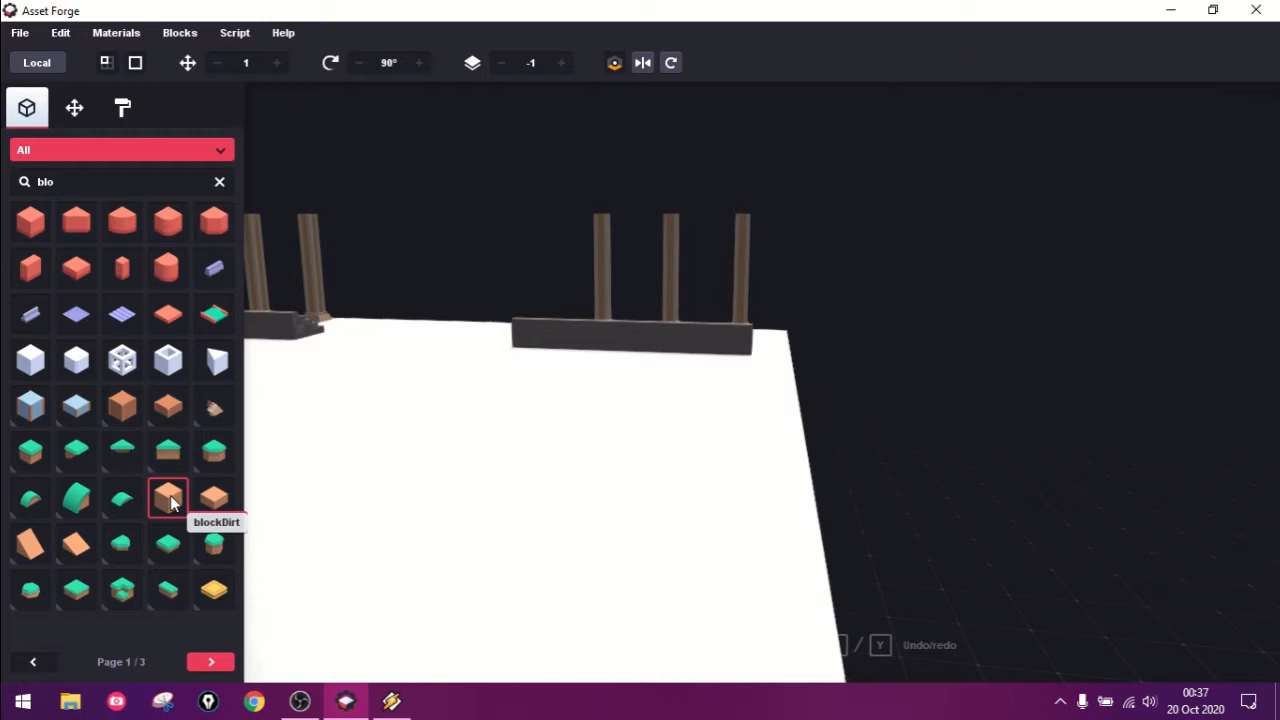 Asset Forge
File Edit Materials Blocks Script Help
Local 1 90° -1
All
blo
blockDirt
Page 1 / 3
/ Y Undo/redo
00:37
20 Oct 2020